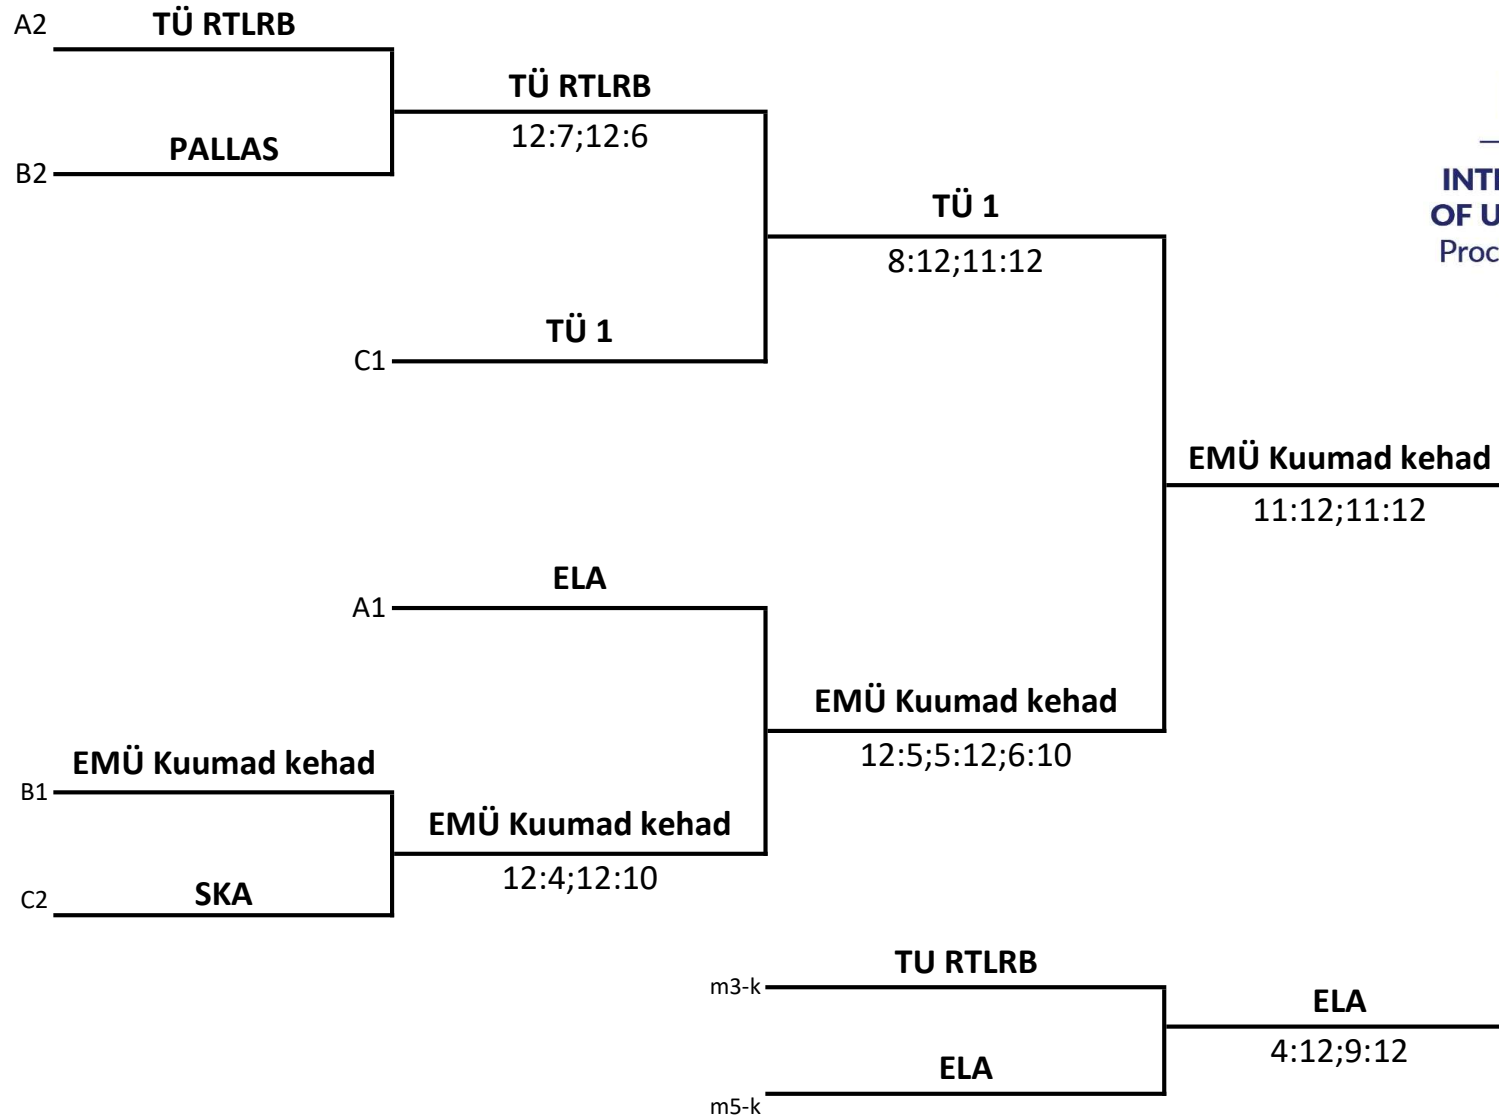 A2
TÜ RTLRB
TÜ RTLRB
12:7;12:6
PALLAS
B2
TÜ 1
8:12;11:12
TÜ 1
C1
EMÜ Kuumad kehad
11:12;11:12
ELA
A1
EMÜ Kuumad kehad
12:5;5:12;6:10
EMÜ Kuumad kehad
B1
EMÜ Kuumad kehad
12:4;12:10
SKA
C2
TU RTLRB
m3-k
ELA
4:12;9:12
ELA
m5-k
OF